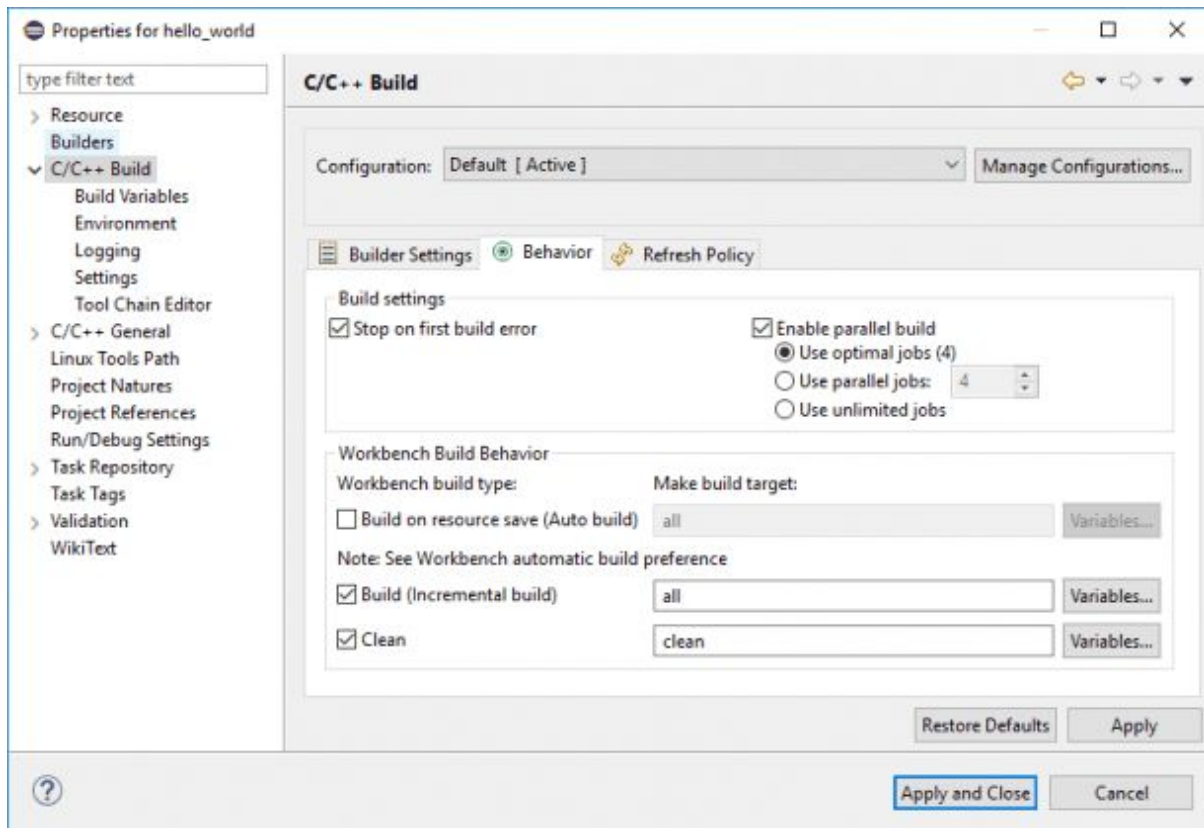 Properties for hello_world
type filter text
Resource
Builders
C/C++ Build
Build Variables
Environment
Logging
Settings
Tool Chain Editor
C/C++ General
Linux Tools Path
Project Natures
Project References
Run/Debug Settings
Task Repository
Task Tags
Validation
WikiText
C/C++ Build
Configuration: Default [ Active ] Manage Configurations...
Builder Settings Behavior Refresh Policy
Build settings
Stop on first build error Enable parallel build
Use optimal jobs (4)
Use parallel jobs: 4
Use unlimited jobs
Workbench Build Behavior
Workbench build type: Make build target:
Build on resource save (Auto build) all Variables...
Note: See Workbench automatic build preference
Build (Incremental build) all Variables...
Clean clean Variables...
Restore Defaults Apply
? Apply and Close Cancel